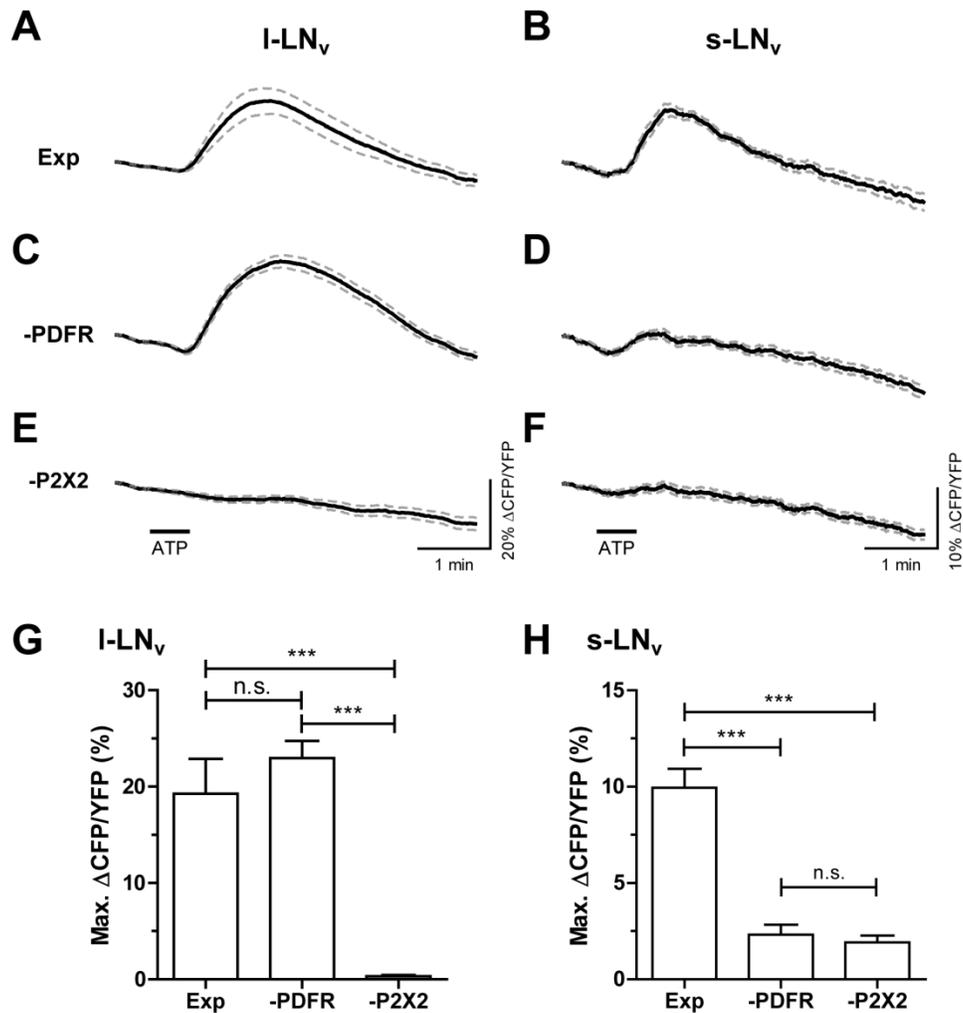 A
l-LNv
B
s-LNv
Exp
C
D
-PDFR
E
F
-P2X2
ATP
1 min
20% ΔCFP/YFP
ATP
1 min
10% ΔCFP/YFP
G
l-LNv
***
n.s.
***
30
20
10
0
Max. ΔCFP/YFP (%)
Exp
-PDFR
-P2X2
H
s-LNv
***
***
n.s.
15
10
5
0
Max. ΔCFP/YFP (%)
Exp
-PDFR
-P2X2